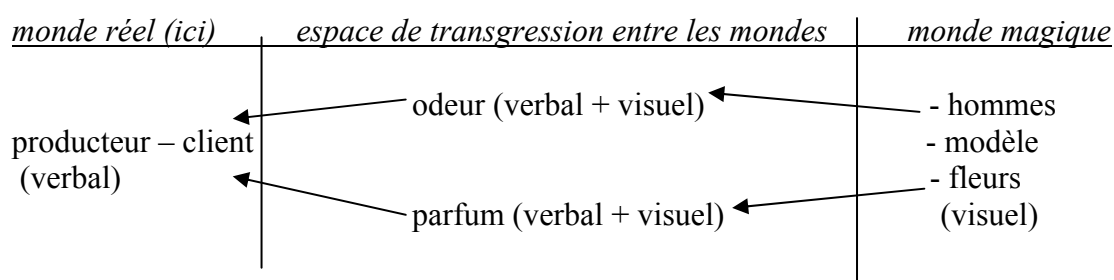 monde réel (ici) espace de transgression entre les mondes monde magique
odeur (verbal + visuel) - hommes
producteur – client - modèle
(verbal) - fleurs
parfum (verbal + visuel) (visuel)